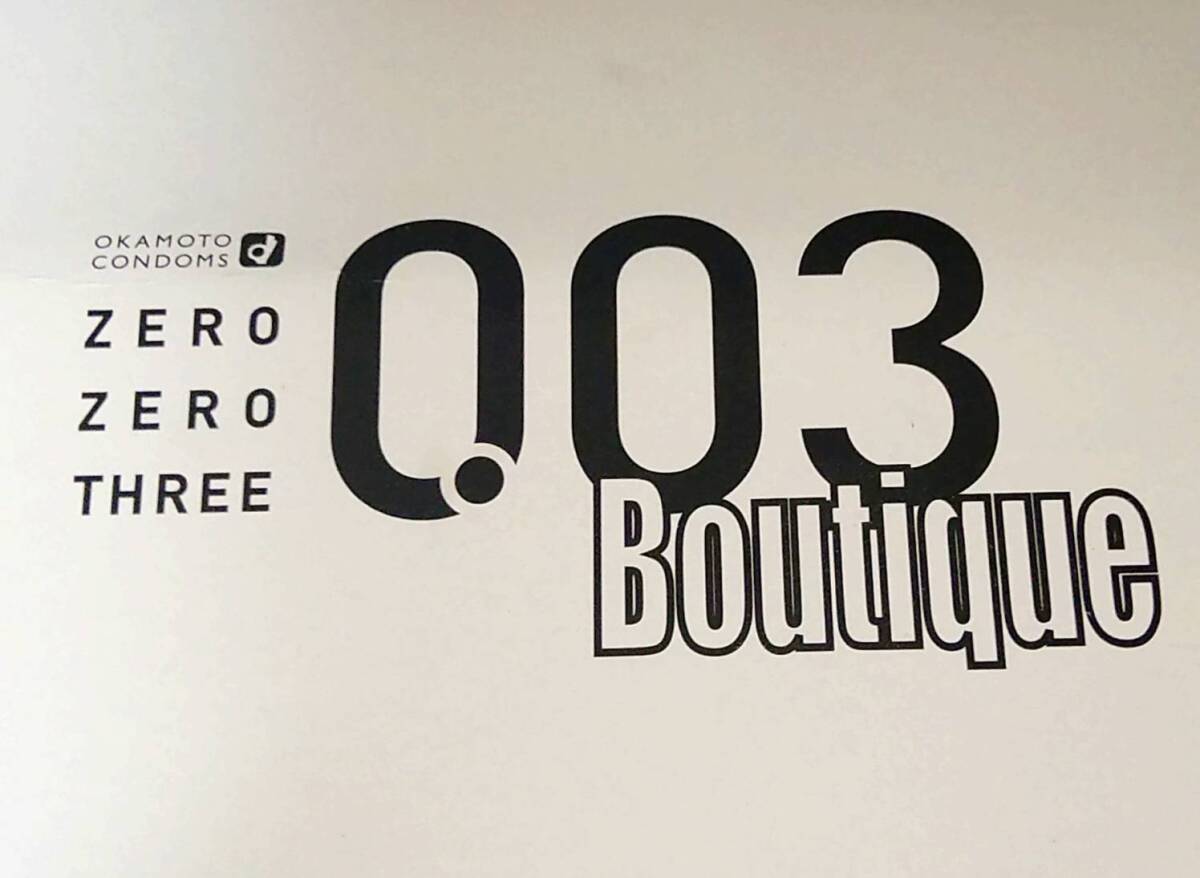 OKAMOTO
CONDOMS
ZERO
ZERO
THREE
0.03
Boutique